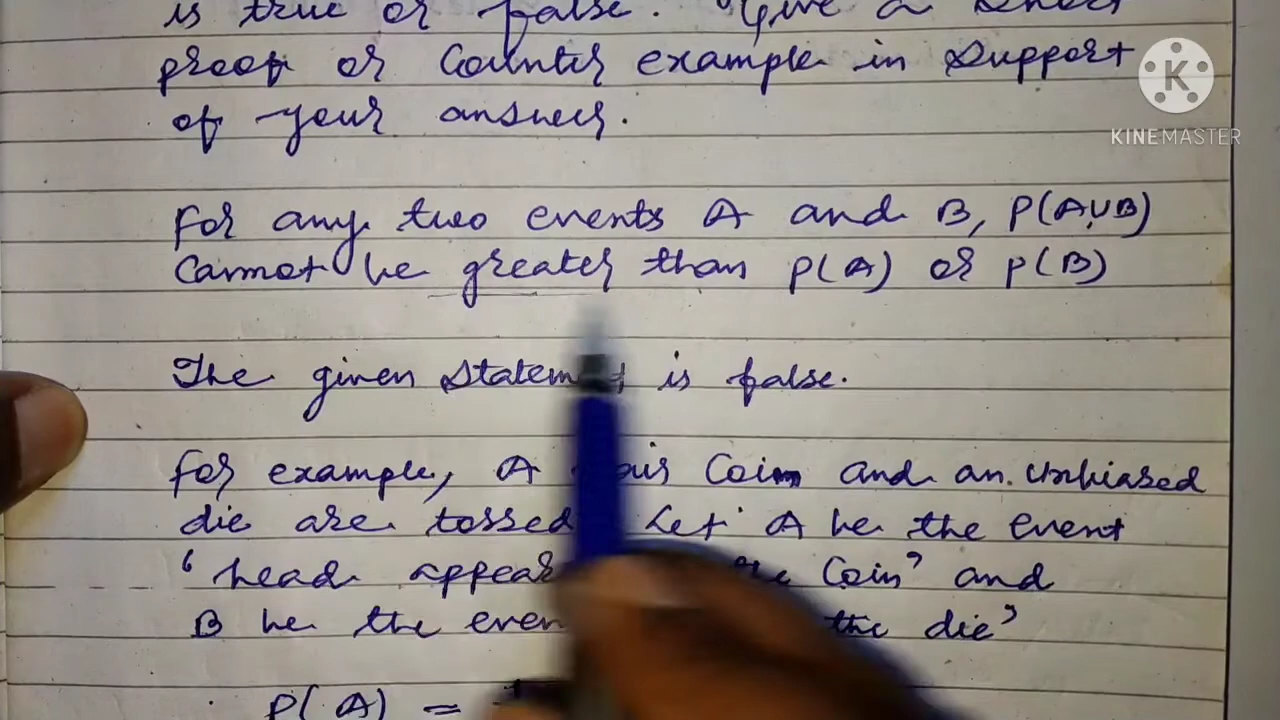 is true or false. Give a short
proof or Counter example in support
of your answer.
KINEMASTER
For any two events A and B, P(A∪B)
Cannot be greater than P(A) or P(B)
The given statement is false.
For example, A Coin and an unbiased
die are tossed Let A be the event
'head appear Coin' and
B be the even the die'
P(A) =